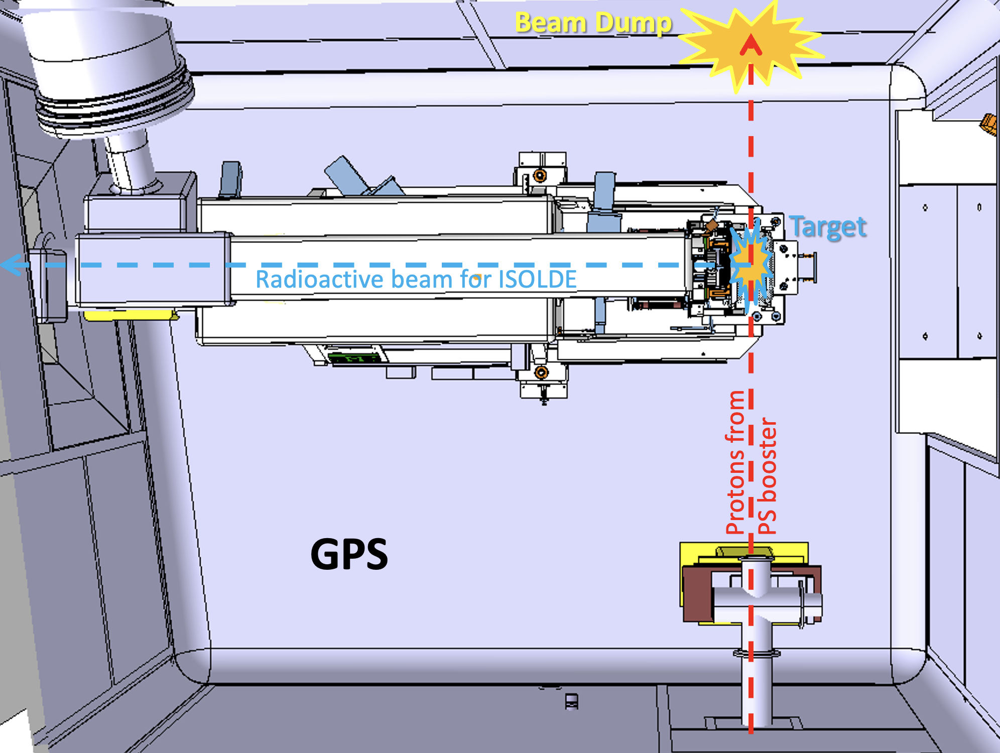 Beam Dump
Target
Radioactive beam for ISOLDE
Protons from
PS booster
GPS